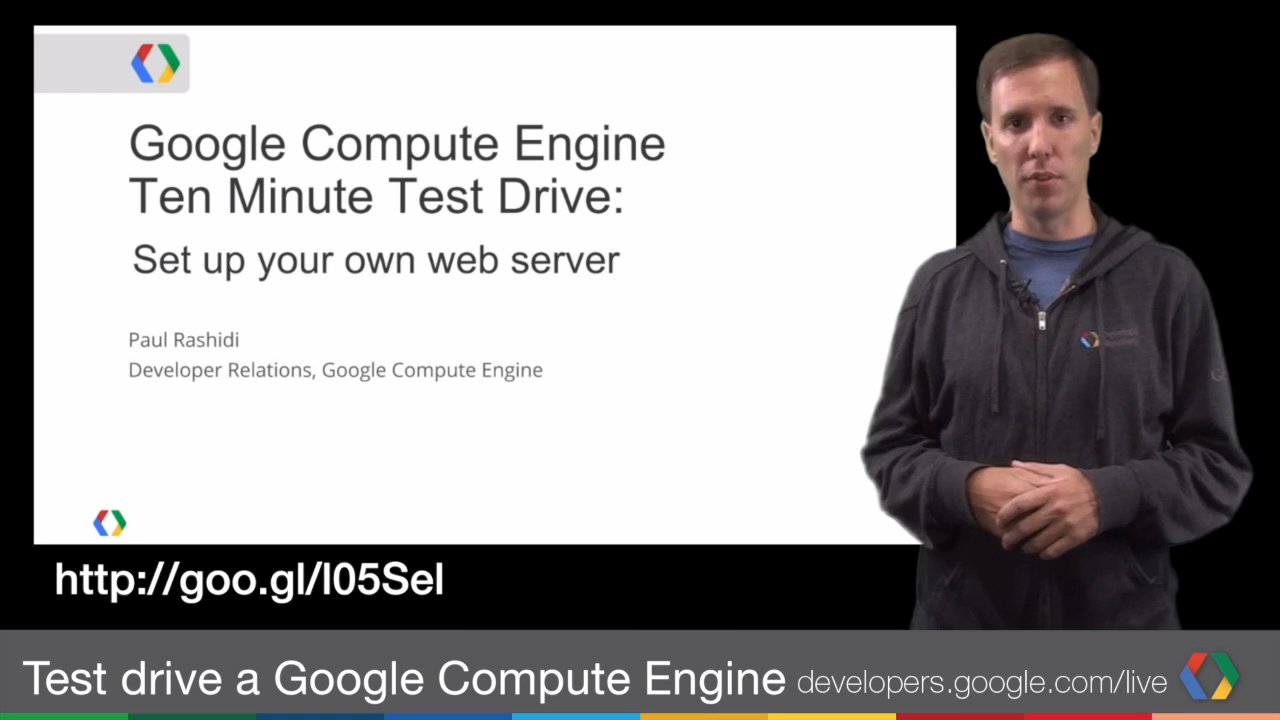 Google Compute Engine
Ten Minute Test Drive:
Set up your own web server
Paul Rashidi
Developer Relations, Google Compute Engine
http://goo.gl/l05Sel
Test drive a Google Compute Engine
developers.google.com/live